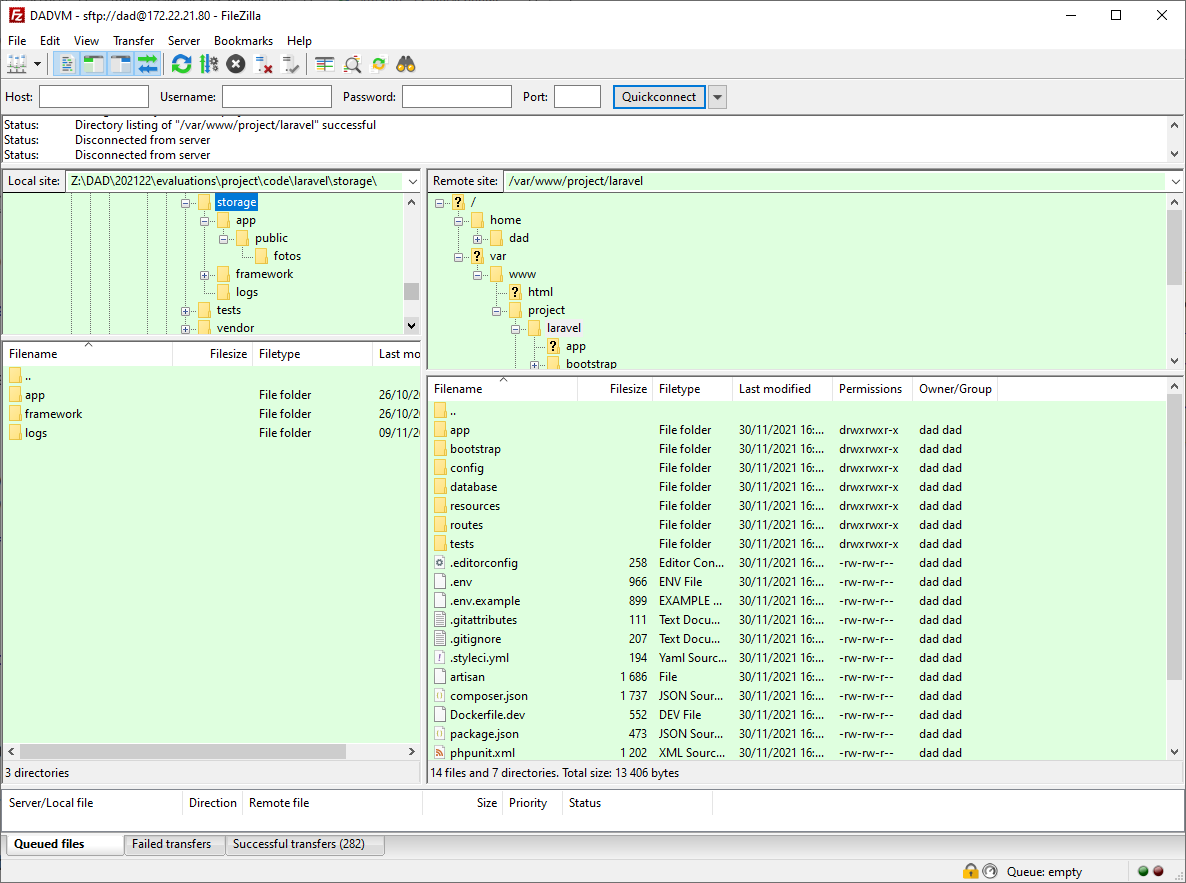 DADVM - sftp://dad@172.22.21.80 - FileZilla
File Edit View Transfer Server Bookmarks Help
Host: Username: Password: Port: Quickconnect
Status: Directory listing of "/var/www/project/laravel" successful
Status: Disconnected from server
Status: Disconnected from server
Local site: Z:\DAD\202122\evaluations\project\code\laravel\storage\
storage
app
public
fotos
framework
logs
tests
vendor
Filename Filesize Filetype Last mo
..
app File folder 26/10/20
framework File folder 26/10/20
logs File folder 09/11/20
3 directories
Remote site: /var/www/project/laravel
? /
home
dad
? var
www
? html
project
laravel
? app
bootstrap
Filename Filesize Filetype Last modified Permissions Owner/Group
..
app File folder 30/11/2021 16:... drwxrwxr-x dad dad
bootstrap File folder 30/11/2021 16:... drwxrwxr-x dad dad
config File folder 30/11/2021 16:... drwxrwxr-x dad dad
database File folder 30/11/2021 16:... drwxrwxr-x dad dad
resources File folder 30/11/2021 16:... drwxrwxr-x dad dad
routes File folder 30/11/2021 16:... drwxrwxr-x dad dad
tests File folder 30/11/2021 16:... drwxrwxr-x dad dad
.editorconfig 258 Editor Con... 30/11/2021 16:... -rw-rw-r-- dad dad
.env 966 ENV File 30/11/2021 16:... -rw-rw-r-- dad dad
.env.example 899 EXAMPLE ... 30/11/2021 16:... -rw-rw-r-- dad dad
.gitattributes 111 Text Docu... 30/11/2021 16:... -rw-rw-r-- dad dad
.gitignore 207 Text Docu... 30/11/2021 16:... -rw-rw-r-- dad dad
.styleci.yml 194 Yaml Sourc... 30/11/2021 16:... -rw-rw-r-- dad dad
artisan 1 686 File 30/11/2021 16:... -rw-rw-r-- dad dad
composer.json 1 737 JSON Sour... 30/11/2021 16:... -rw-rw-r-- dad dad
Dockerfile.dev 552 DEV File 30/11/2021 16:... -rw-rw-r-- dad dad
package.json 473 JSON Sour... 30/11/2021 16:... -rw-rw-r-- dad dad
phpunit.xml 1 202 XML Sourc... 30/11/2021 16:... -rw-rw-r-- dad dad
14 files and 7 directories. Total size: 13 406 bytes
Server/Local file Direction Remote file Size Priority Status
Queued files Failed transfers Successful transfers (282)
Queue: empty